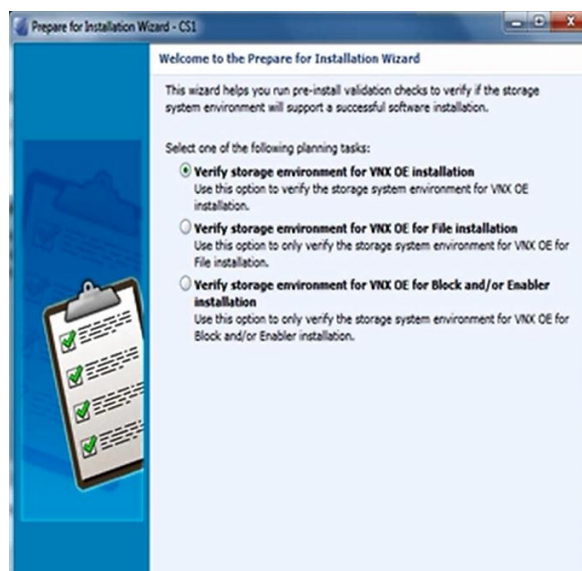 Prepare for Installation Wizard - CS1
Welcome to the Prepare for Installation Wizard
This wizard helps you run pre-install validation checks to verify if the storage
system environment will support a successful software installation.
Select one of the following planning tasks:
Verify storage environment for VNX OE installation
Use this option to verify the storage system environment for VNX OE
installation.
Verify storage environment for VNX OE for File installation
Use this option to only verify the storage system environment for VNX OE for
File installation.
Verify storage environment for VNX OE for Block and/or Enabler
installation
Use this option to only verify the storage system environment for VNX OE for
Block and/or Enabler installation.